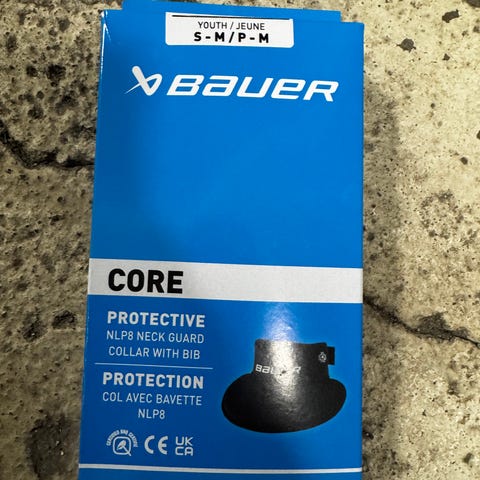 YOUTH / JEUNE
S - M / P - M
BAUER
CORE
PROTECTIVE
NLP8 NECK GUARD
COLLAR WITH BIB
PROTECTION
COL AVEC BAVETTE
NLP8
BAUER
CE UK
CA